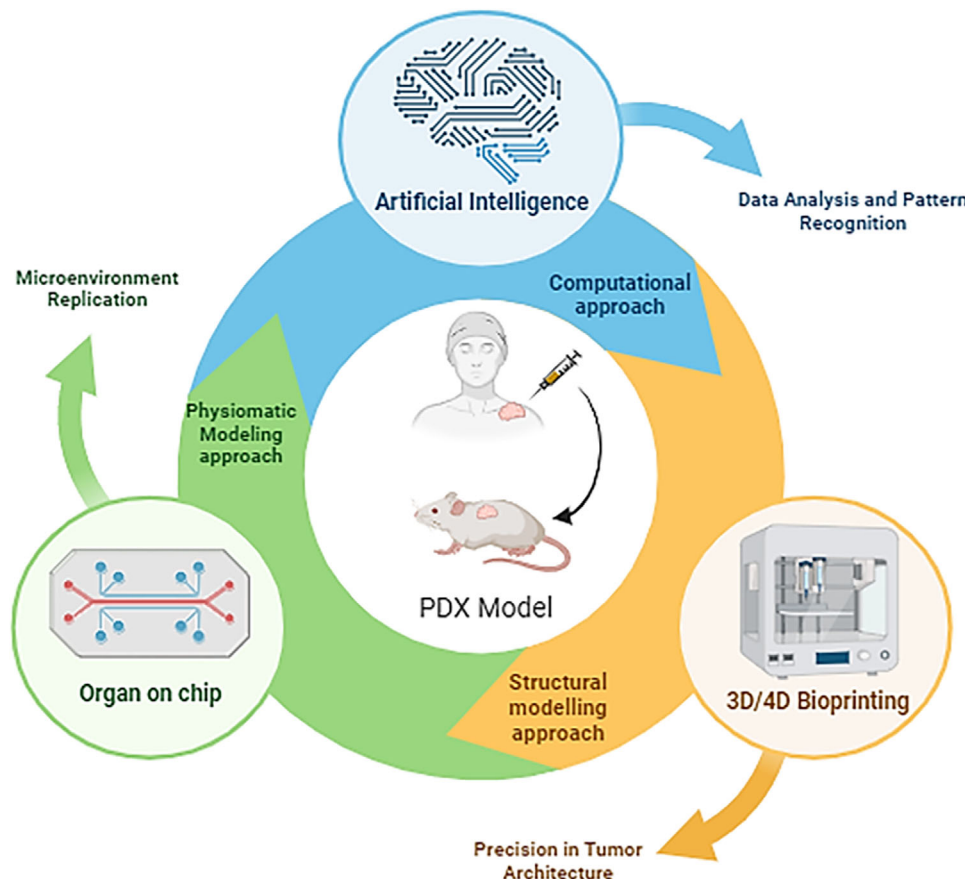 Artificial Intelligence
Data Analysis and Pattern
Recognition
Computational
approach
Microenvironment
Replication
Physiomatic
Modeling
approach
PDX Model
Organ on chip
Structural
modelling
approach
3D/4D Bioprinting
Precision in Tumor
Architecture